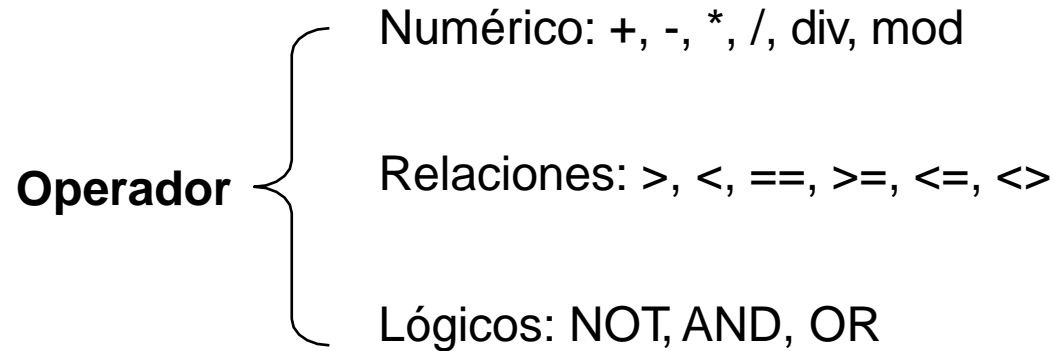 Numérico: +, -, *, /, div, mod
Operador
Relaciones: >, <, ==, >=, <=, <>
Lógicos: NOT, AND, OR